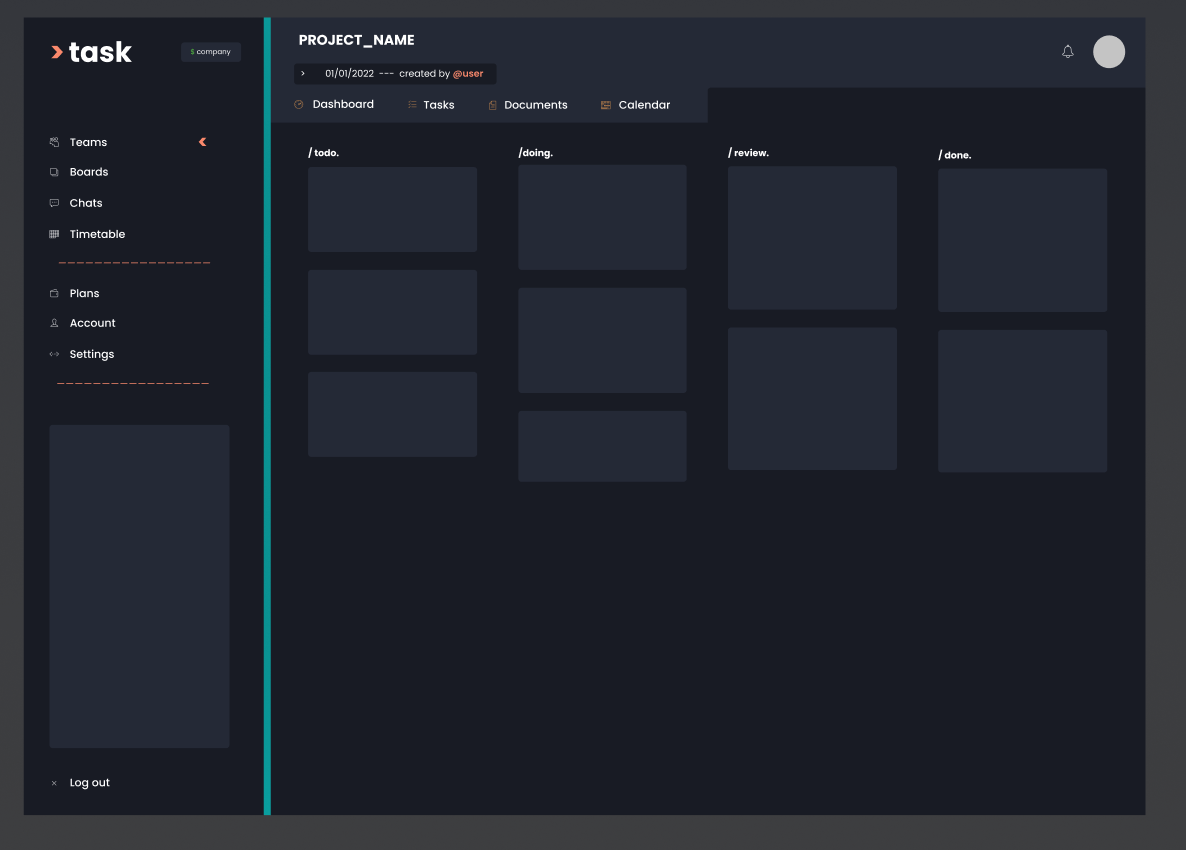 task
$ company
Teams
Boards
Chats
Timetable
Plans
Account
Settings
Log out
PROJECT_NAME
> 01/01/2022 --- created by @user
Dashboard Tasks Documents Calendar
/ todo.
/doing.
/ review.
/ done.